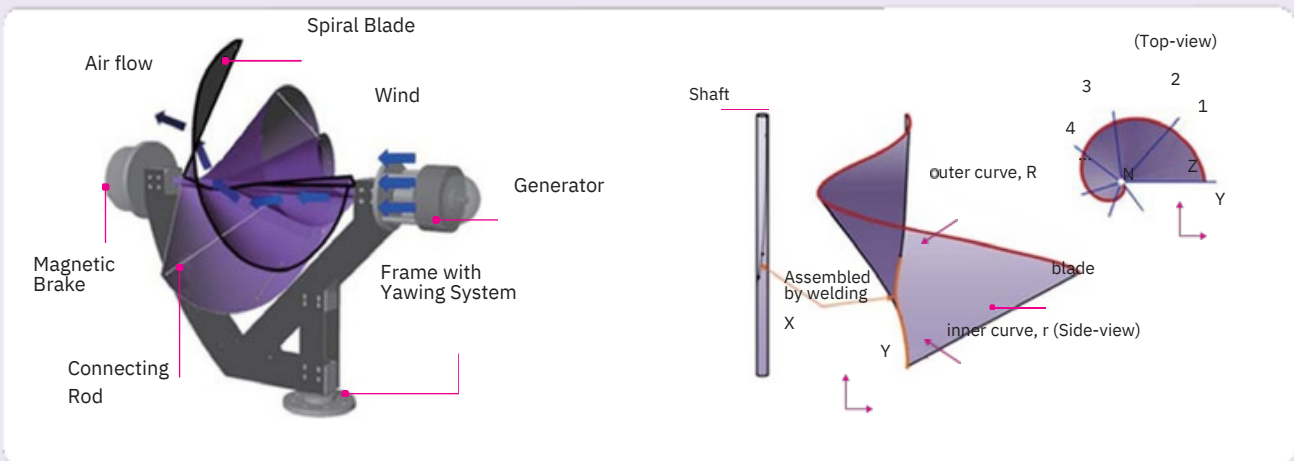 Spiral Blade
Air flow
Wind
Generator
Magnetic
Brake
Frame with
Yawing System
Connecting
Rod
Shaft
outer curve, R
Assembled
by welding
blade
X
inner curve, r (Side-view)
Y
(Top-view)
3
2
1
4
...
N
Z
Y